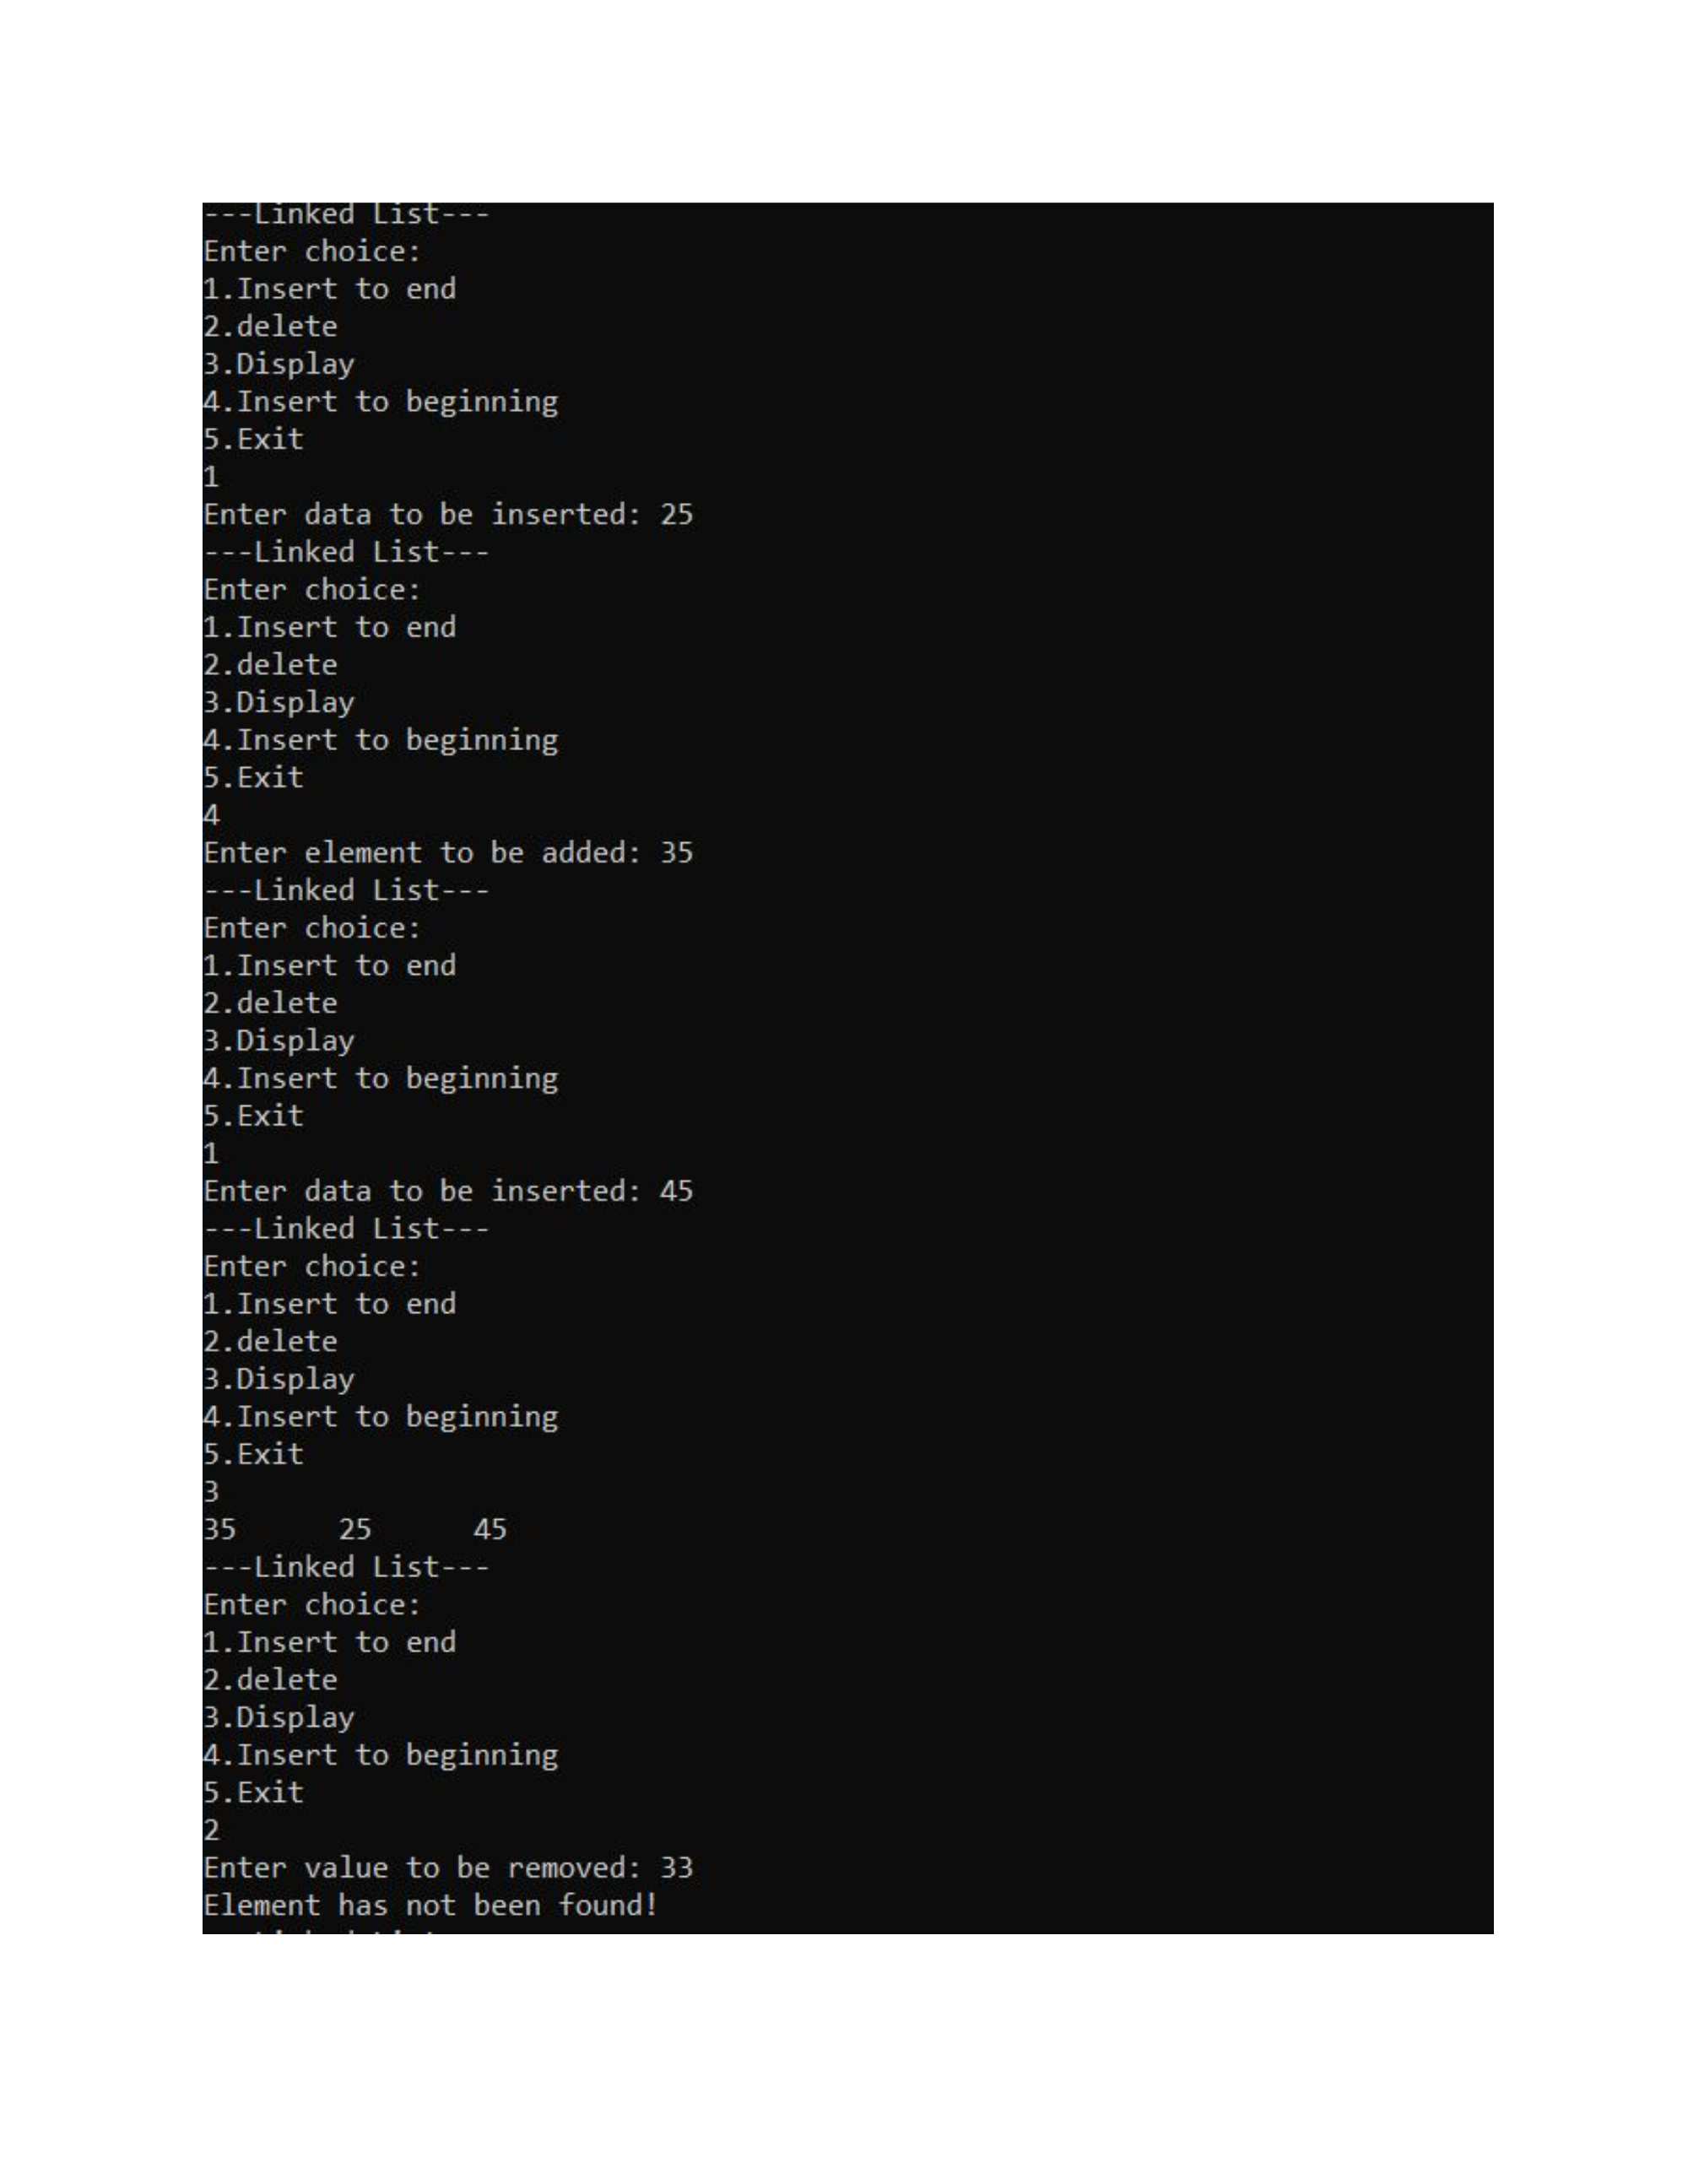 ---Linked List---
Enter choice:
1.Insert to end
2.delete
3.Display
4.Insert to beginning
5.Exit
1
Enter data to be inserted: 25
---Linked List---
Enter choice:
1.Insert to end
2.delete
3.Display
4.Insert to beginning
5.Exit
4
Enter element to be added: 35
---Linked List---
Enter choice:
1.Insert to end
2.delete
3.Display
4.Insert to beginning
5.Exit
1
Enter data to be inserted: 45
---Linked List---
Enter choice:
1.Insert to end
2.delete
3.Display
4.Insert to beginning
5.Exit
3
35      25      45
---Linked List---
Enter choice:
1.Insert to end
2.delete
3.Display
4.Insert to beginning
5.Exit
2
Enter value to be removed: 33
Element has not been found!